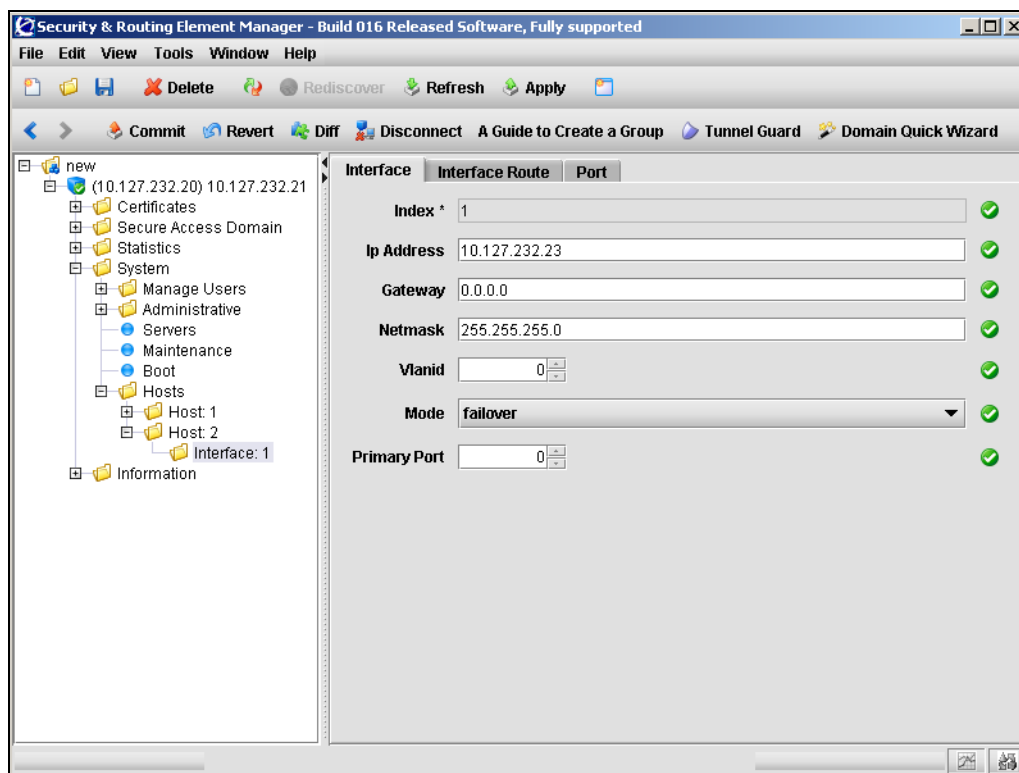 Security & Routing Element Manager - Build 016 Released Software, Fully supported
File Edit View Tools Window Help
Delete Rediscover Refresh Apply
Commit Revert Diff Disconnect A Guide to Create a Group Tunnel Guard Domain Quick Wizard
new
(10.127.232.20) 10.127.232.21
Certificates
Secure Access Domain
Statistics
System
Manage Users
Administrative
Servers
Maintenance
Boot
Hosts
Host: 1
Host: 2
Interface: 1
Information
Interface Interface Route Port
Index * 1
Ip Address 10.127.232.23
Gateway 0.0.0.0
Netmask 255.255.255.0
Vlanid 0
Mode failover
Primary Port 0